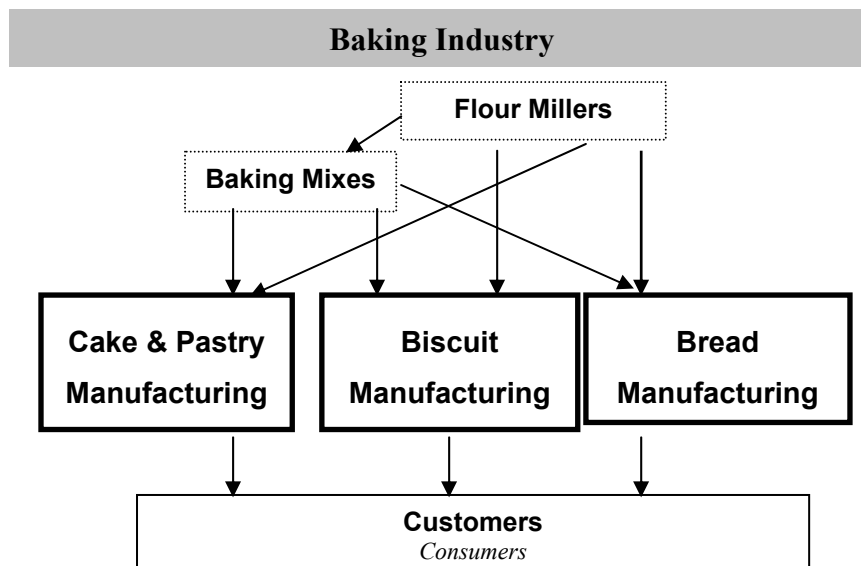 Baking Industry
Flour Millers
Baking Mixes
Cake & Pastry
Manufacturing
Biscuit
Manufacturing
Bread
Manufacturing
Customers
Consumers